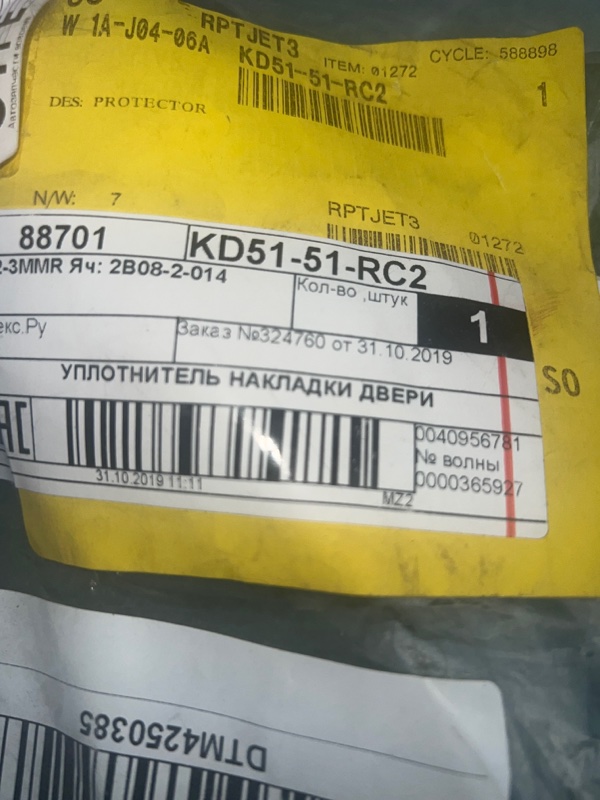 W 1A-J04-06A
RPTJET3
ITEM: 01272
CYCLE: 588898
KD51-51-RC2
1
DES: PROTECTOR
N/W: 7
RPTJET3
01272
88701
KD51-51-RC2
2-3MMR Яч: 2B08-2-014
Кол-во ,штук
1
екс.Ру
Заказ №324760 от 31.10.2019
SO
УПЛОТНИТЕЛЬ НАКЛАДКИ ДВЕРИ
0040956781
№ волны
0000365927
31.10.2019 11:11
MZ2
DTM4250385